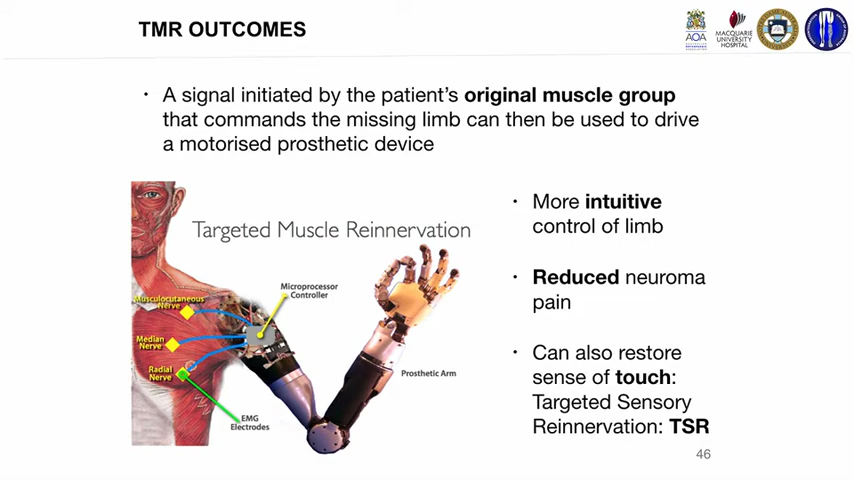 TMR OUTCOMES
AOA
MACQUARIE
UNIVERSITY
HOSPITAL
• A signal initiated by the patient's original muscle group
that commands the missing limb can then be used to drive
a motorised prosthetic device
Targeted Muscle Reinnervation
Microprocessor
Controller
Musculocutaneous
Nerve
Median
Nerve
Radial
Nerve
EMG
Electrodes
Prosthetic Arm
• More intuitive
control of limb
• Reduced neuroma
pain
• Can also restore
sense of touch:
Targeted Sensory
Reinnervation: TSR
46